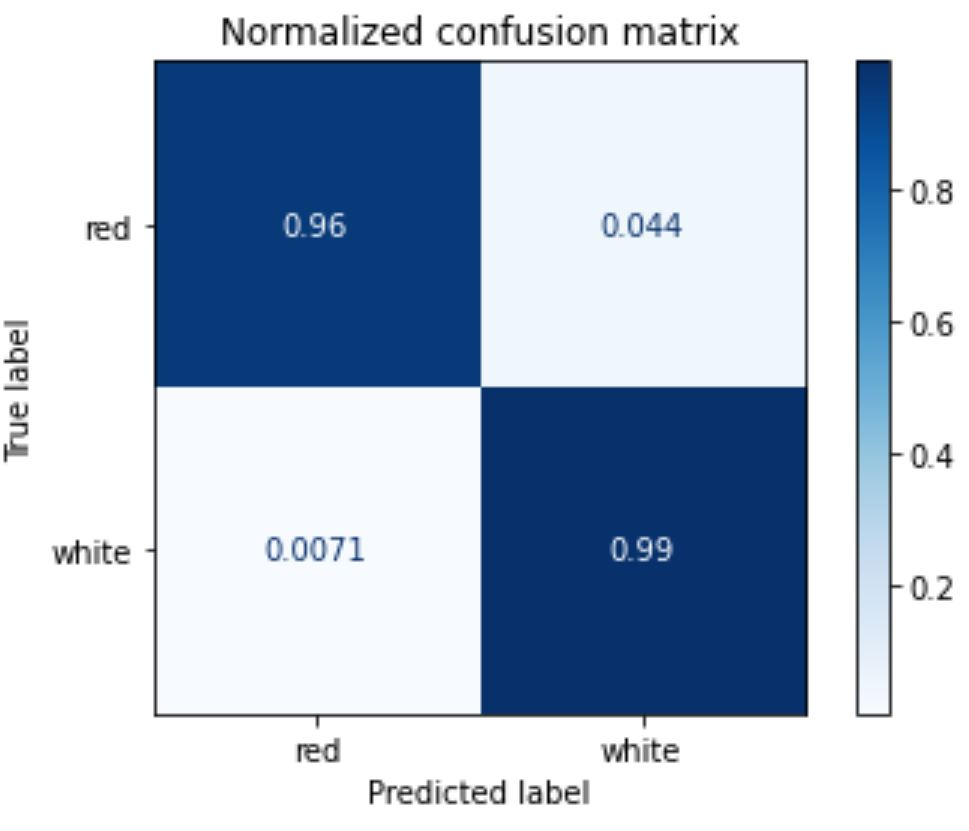 Normalized confusion matrix
True label
red
white
0.96
0.044
0.0071
0.99
red
white
Predicted label
0.8
0.6
0.4
0.2